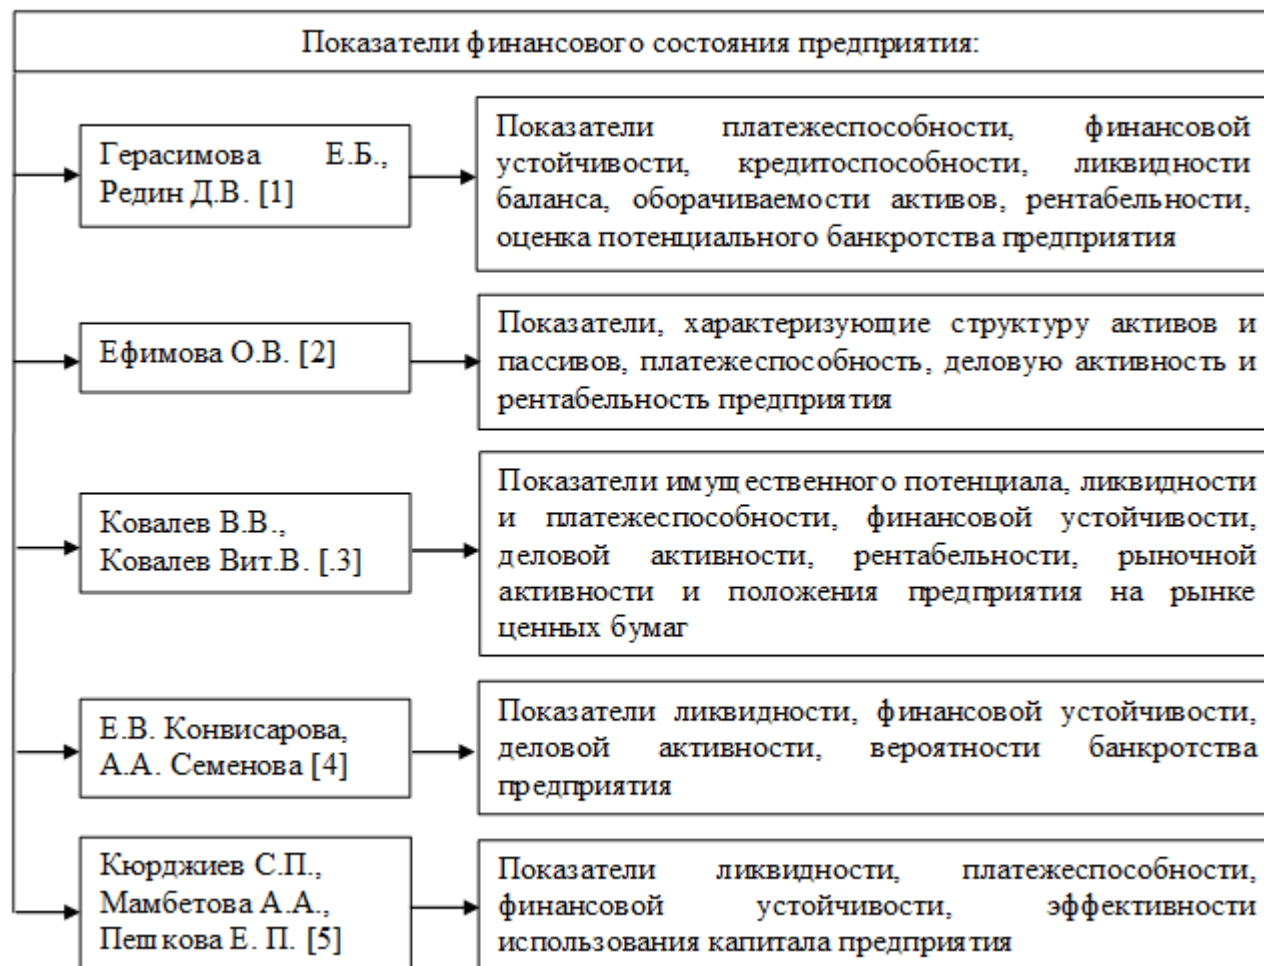 Показатели финансового состояния предприятия:
Герасимова Е.Б.,
Редин Д.В. [1]
Показатели платежеспособности, финансовой
устойчивости, кредитоспособности, ликвидности
баланса, оборачиваемости активов, рентабельности,
оценка потенциального банкротства предприятия
Ефимова О.В. [2]
Показатели, характеризующие структуру активов и
пассивов, платежеспособность, деловую активность и
рентабельность предприятия
Ковалев В.В.,
Ковалев Вит.В. [.3]
Показатели имущественного потенциала, ликвидности
и платежеспособности, финансовой устойчивости,
деловой активности, рентабельности, рыночной
активности и положения предприятия на рынке
ценных бумаг
Е.В. Конвисарова,
А.А. Семенова [4]
Показатели ликвидности, финансовой устойчивости,
деловой активности, вероятности банкротства
предприятия
Кюрджиев С.П.,
Мамбетова А.А.,
Пешкова Е. П. [5]
Показатели ликвидности, платежеспособности,
финансовой устойчивости, эффективности
использования капитала предприятия